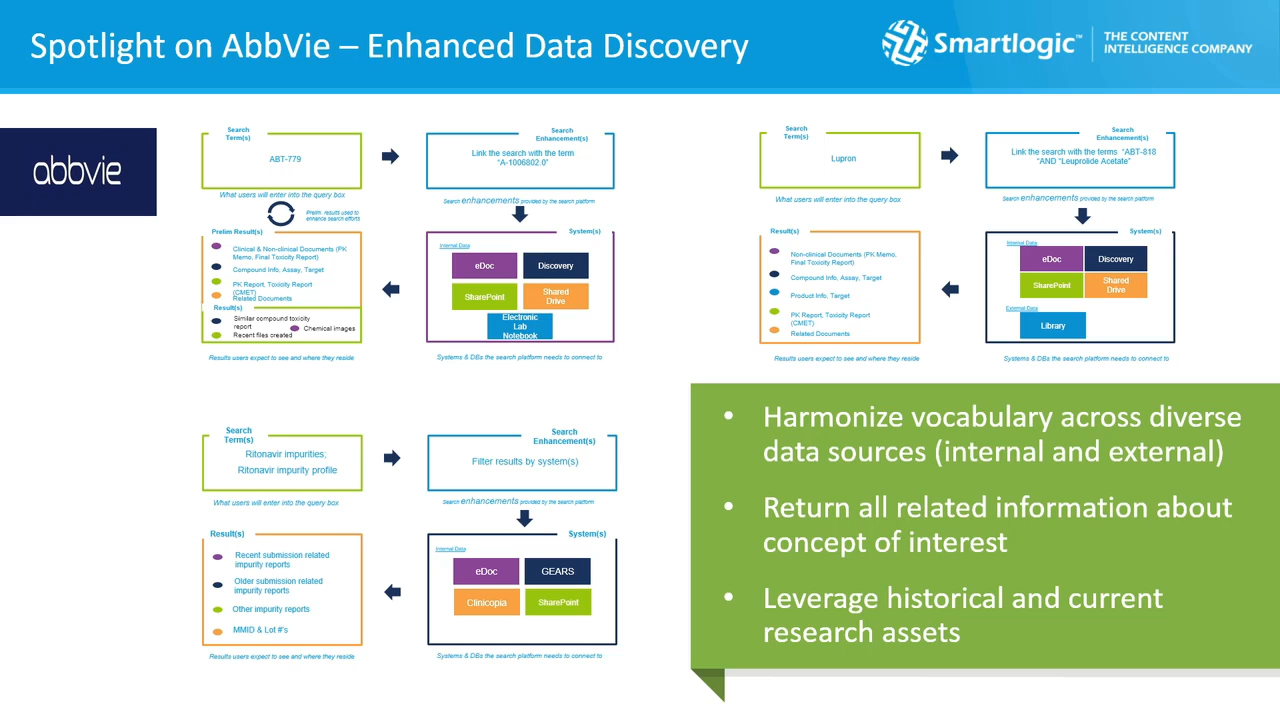 Spotlight on AbbVie – Enhanced Data Discovery
Smartlogic™
THE CONTENT
INTELLIGENCE COMPANY
abbvie
Search
Term(s)
ABT-779
What users will enter into the query box
Search
Enhancement(s)
Link the search with the term
"A-1006802.0"
Search enhancements provided by the search platform
Prelim. results used to
enhance search efforts
Prelim Result(s)
Clinical & Non-clinical Documents (PK
Memo, Final Toxicity Report)
Compound Info, Assay, Target
PK Report, Toxicity Report
(CMET)
Related Documents
Result(s)
Similar compound toxicity
report
Chemical images
Recent files created
Results users expect to see and where they reside
System(s)
Internal Data
eDoc
Discovery
SharePoint
Shared
Drive
Electronic
Lab
Notebook
Systems & DBs the search platform needs to connect to
Search
Term(s)
Lupron
What users will enter into the query box
Search
Enhancement(s)
Link the search with the terms "ABT-818
"AND "Leuprolide Acetate"
Search enhancements provided by the search platform
Result(s)
Non-clinical Documents (PK Memo,
Final Toxicity Report)
Compound Info, Assay, Target
Product Info, Target
PK Report, Toxicity Report
(CMET)
Related Documents
Results users expect to see and where they reside
System(s)
Internal Data
eDoc
Discovery
SharePoint
Shared
Drive
External Data
Library
Systems & DBs the search platform needs to connect to
Search
Term(s)
Ritonavir impurities;
Ritonavir impurity profile
What users will enter into the query box
Search
Enhancement(s)
Filter results by system(s)
Search enhancements provided by the search platform
Result(s)
Recent submission related
impurity reports
Older submission related
impurity reports
Other impurity reports
MMID & Lot #'s
Results users expect to see and where they reside
System(s)
Internal Data
eDoc
GEARS
Clinicopia
SharePoint
Systems & DBs the search platform needs to connect to
• Harmonize vocabulary across diverse
data sources (internal and external)
• Return all related information about
concept of interest
• Leverage historical and current
research assets